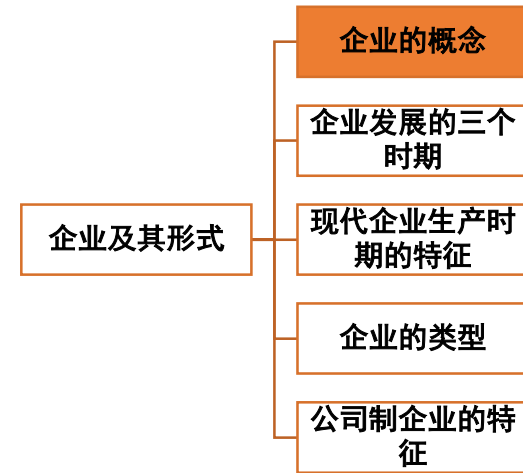 企业的概念
企业发展的三个
时期
企业及其形式
现代企业生产时
期的特征
企业的类型
公司制企业的特
征